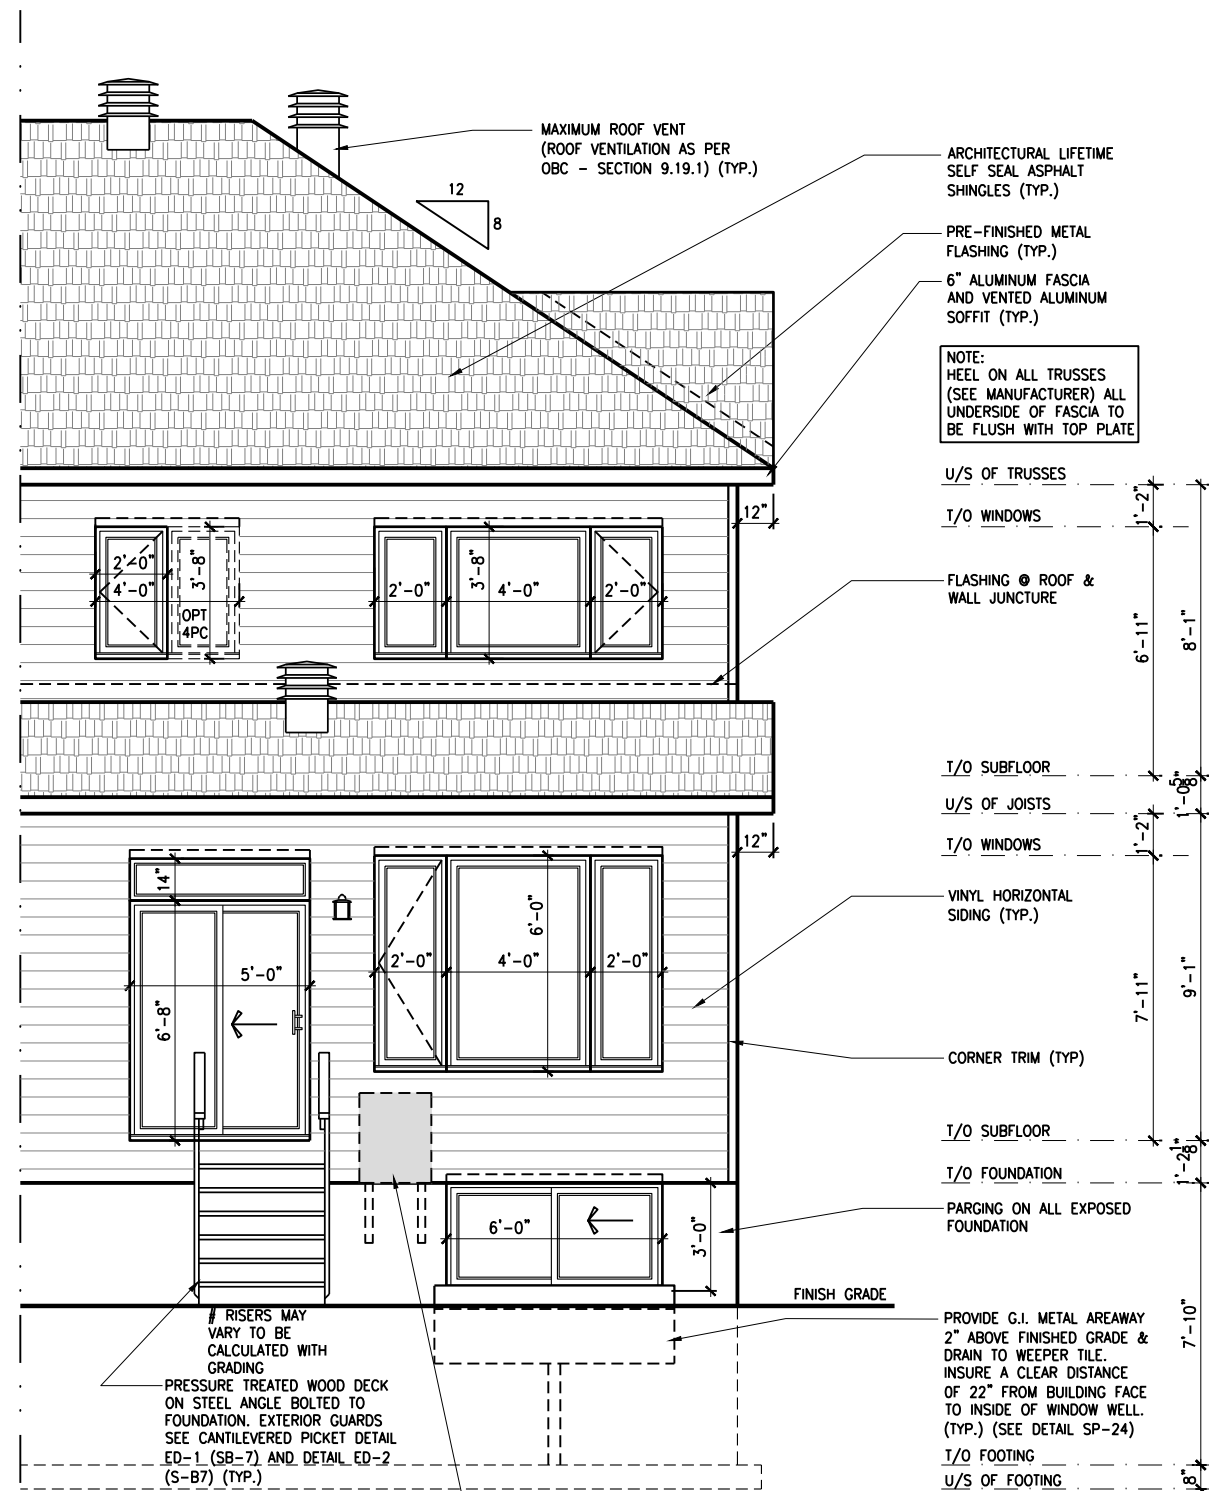 MAXIMUM ROOF VENT
(ROOF VENTILATION AS PER
OBC - SECTION 9.19.1) (TYP.)
12
8
ARCHITECTURAL LIFETIME
SELF SEAL ASPHALT
SHINGLES (TYP.)
PRE-FINISHED METAL
FLASHING (TYP.)
6" ALUMINUM FASCIA
AND VENTED ALUMINUM
SOFFIT (TYP.)
NOTE:
HEEL ON ALL TRUSSES
(SEE MANUFACTURER) ALL
UNDERSIDE OF FASCIA TO
BE FLUSH WITH TOP PLATE
U/S OF TRUSSES
1'-2"
T/O WINDOWS
12"
2'-0"
4'-0"
3'-8"
OPT
4PC
2'-0"
3'-8"
4'-0"
2'-0"
FLASHING @ ROOF &
WALL JUNCTURE
6'-11"
8'-1"
T/O SUBFLOOR
1'-0 5/8"
U/S OF JOISTS
1'-2"
T/O WINDOWS
12"
14"
6'-0"
VINYL HORIZONTAL
SIDING (TYP.)
5'-0"
6'-8"
2'-0"
4'-0"
2'-0"
7'-11"
9'-1"
CORNER TRIM (TYP)
T/O SUBFLOOR
1'-2 1/8"
T/O FOUNDATION
6'-0"
3'-0"
PARGING ON ALL EXPOSED
FOUNDATION
FINISH GRADE
# RISERS MAY
VARY TO BE
CALCULATED WITH
GRADING
PRESSURE TREATED WOOD DECK
ON STEEL ANGLE BOLTED TO
FOUNDATION. EXTERIOR GUARDS
SEE CANTILEVERED PICKET DETAIL
ED-1 (SB-7) AND DETAIL ED-2
(S-B7) (TYP.)
PROVIDE G.I. METAL AREAWAY
2" ABOVE FINISHED GRADE &
DRAIN TO WEEPER TILE.
INSURE A CLEAR DISTANCE
OF 22" FROM BUILDING FACE
TO INSIDE OF WINDOW WELL.
(TYP.) (SEE DETAIL SP-24)
7'-10"
T/O FOOTING
U/S OF FOOTING
8"